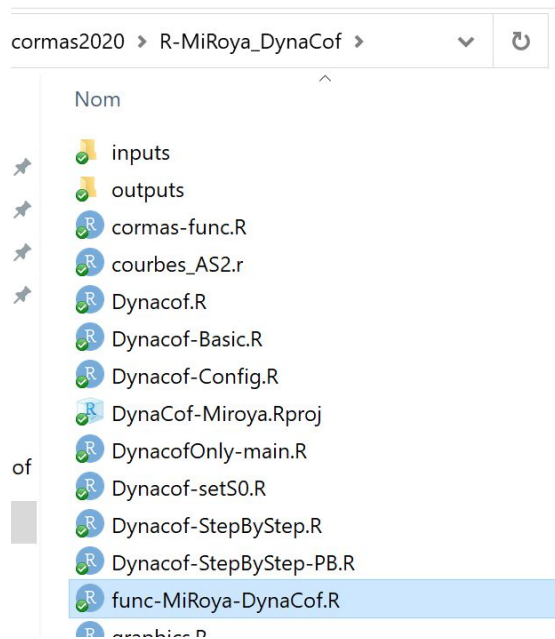 cormas2020 > R-MiRoya_DynaCof >
Nom
inputs
outputs
cormas-func.R
courbes_AS2.r
Dynacof.R
Dynacof-Basic.R
Dynacof-Config.R
DynaCof-Miroya.Rproj
DynacofOnly-main.R
of
Dynacof-setS0.R
Dynacof-StepByStep.R
Dynacof-StepByStep-PB.R
func-MiRoya-DynaCof.R
graphics.R